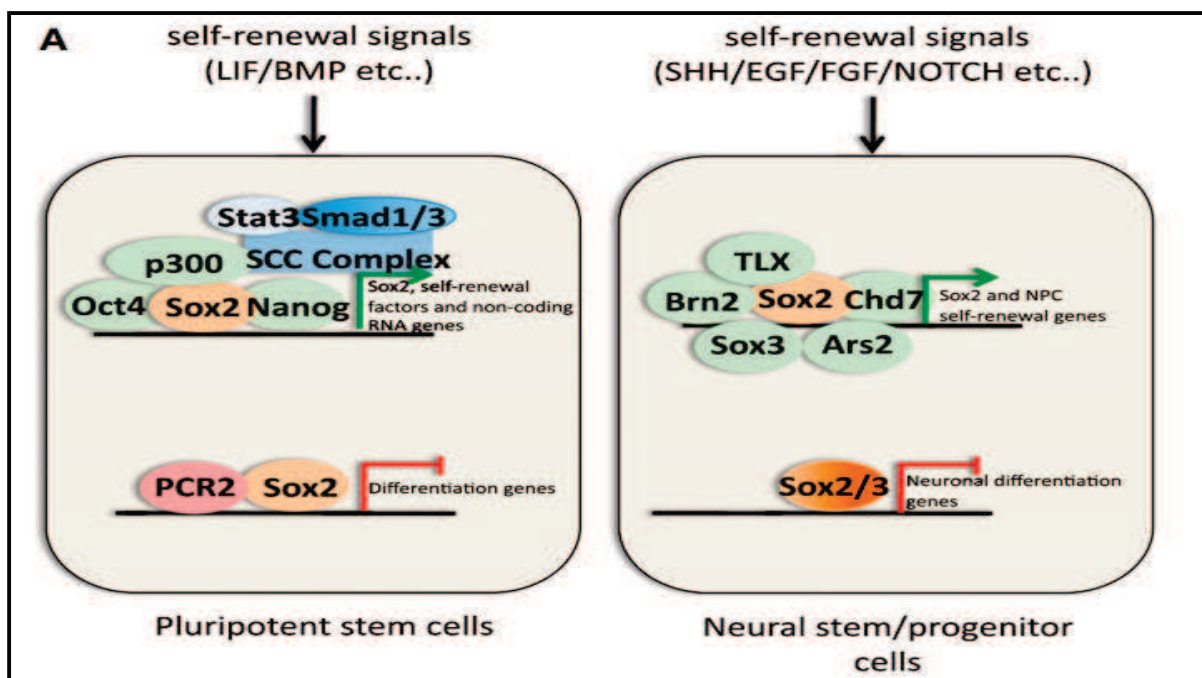 A
self-renewal signals
(LIF/BMP etc..)
Stat3 Smad1/3
SCC Complex
p300
Oct4 Sox2 Nanog
Sox2, self-renewal
factors and non-coding
RNA genes
PCR2 Sox2
Differentiation genes
Pluripotent stem cells
self-renewal signals
(SHH/EGF/FGF/NOTCH etc..)
TLX
Brn2 Sox2 Chd7
Sox3 Ars2
Sox2 and NPC
self-renewal genes
Sox2/3
Neuronal differentiation
genes
Neural stem/progenitor
cells